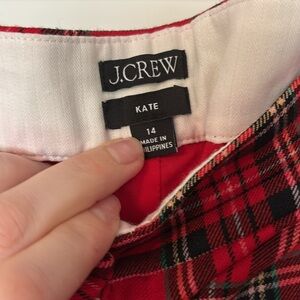 J.CREW
KATE
14
MADE IN
PHILIPPINES